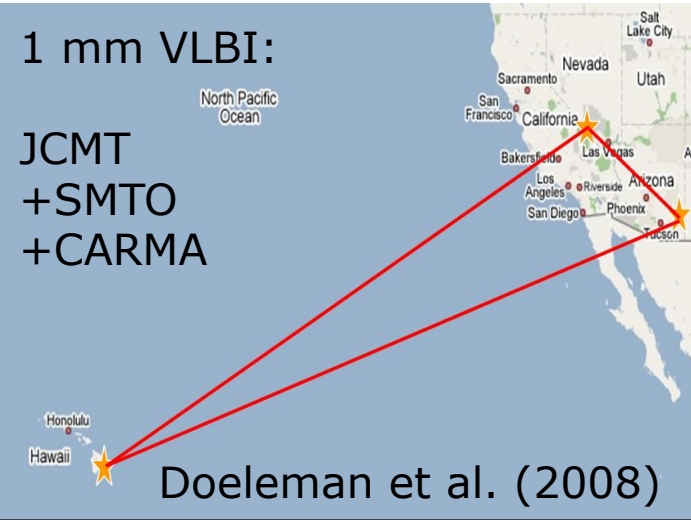 1 mm VLBI:
JCMT
+SMTO
+CARMA
North Pacific
Ocean
Salt
Lake City
Nevada
Utah
Sacramento
San
Francisco
California
Las Vegas
Bakersfield
Los
Angeles
Riverside
Arizona
A
San Diego
Phoenix
Tucson
Honolulu
Hawaii
Doeleman et al. (2008)